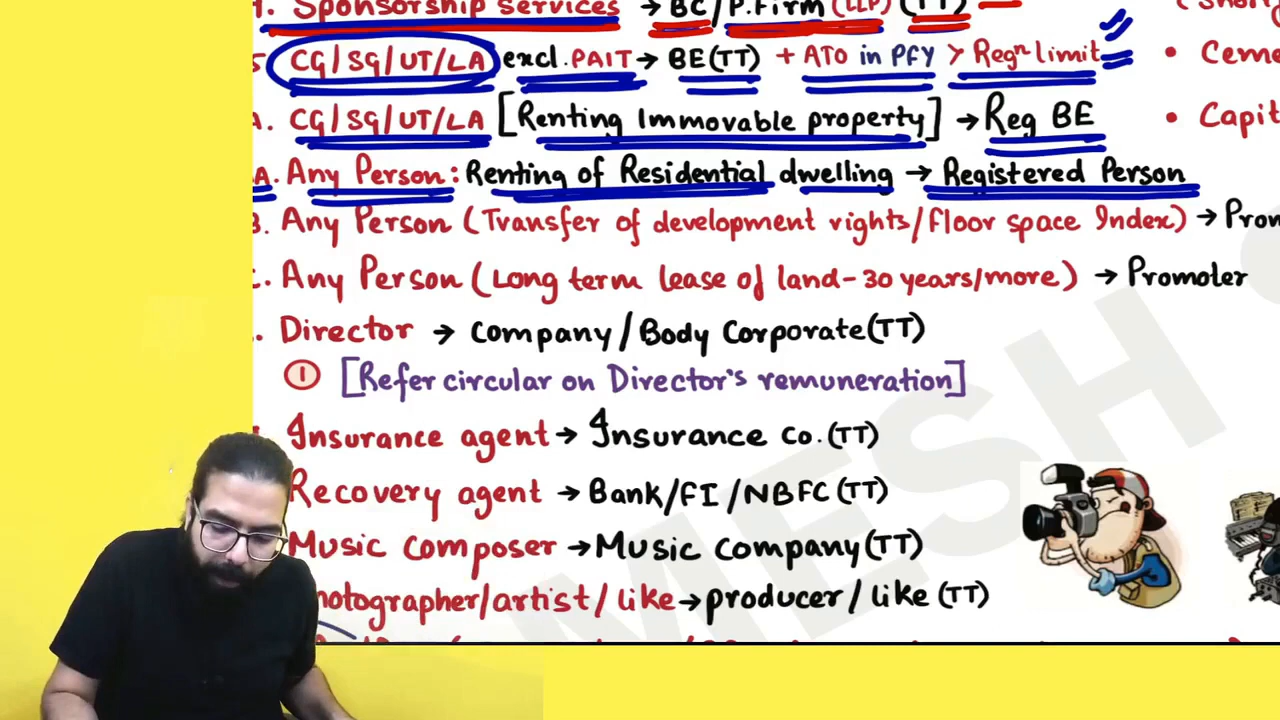 Sponsorship services → BC/P.Firm (LLP) (TT)
CG/SG/UT/LA excl. PAIT → BE(TT) + ATO in PFY > Regⁿ limit
• Ceme
CG/SG/UT/LA [Renting Immovable property] → Reg BE
• Capit
A. Any Person: Renting of Residential dwelling → Registered Person
B. Any Person (Transfer of development rights/floor space Index) → Prom
C. Any Person (Long term lease of land-30 years/more) → Promoter
Director → Company/Body Corporate(TT)
① [Refer circular on Director's remuneration]
Insurance agent → Insurance Co.(TT)
Recovery agent → Bank/FI/NBFC(TT)
Music Composer → Music Company(TT)
hotographer/artist/like → producer/like (TT)
MESH